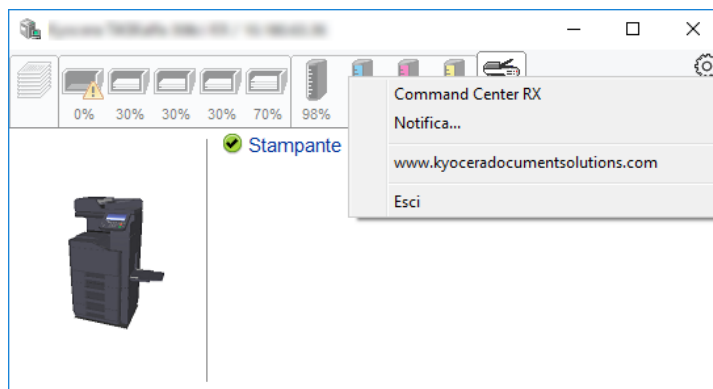 0% 30% 30% 30% 70% 98%
Stampante
Command Center RX
Notifica...
www.kyoceradocumentsolutions.com
Esci